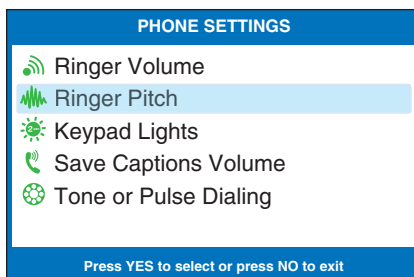 PHONE SETTINGS
Ringer Volume
Ringer Pitch
Keypad Lights
Save Captions Volume
Tone or Pulse Dialing
Press YES to select or press NO to exit